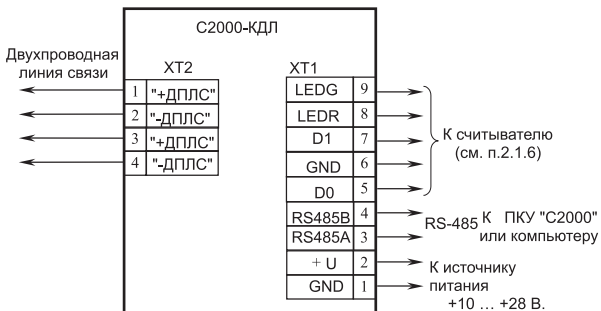 С2000-КДЛ
Двухпроводная
линия связи
XT2
1 "+ДПЛС"
2 "-ДПЛС"
3 "+ДПЛС"
4 "-ДПЛС"
XT1
LEDG 9
LEDR 8
D1 7
GND 6
D0 5
RS485B 4
RS485A 3
+ U 2
GND 1
К считывателю
(см. п.2.1.6)
RS-485 К ПКУ "С2000"
или компьютеру
К источнику
питания
+10 ... +28 В.